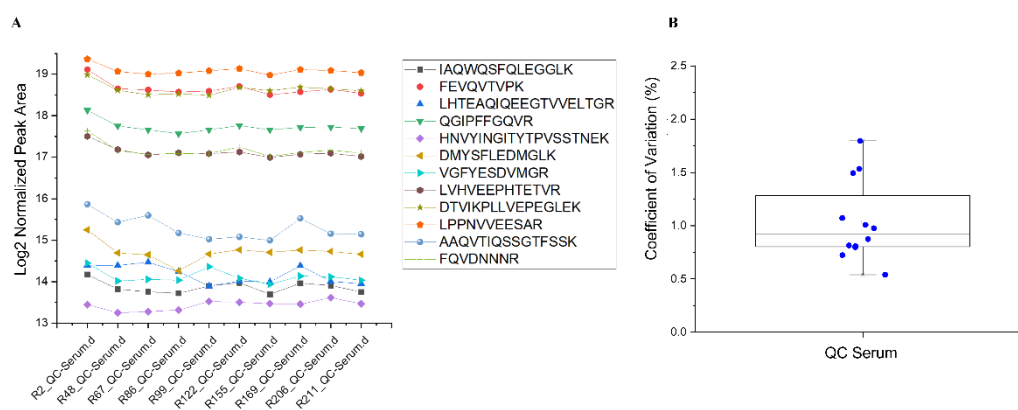 A
Log2 Normalized Peak Area
19
18
17
16
15
14
13
R2_QC-Serum.d
R48_QC-Serum.d
R67_QC-Serum.d
R86_QC-Serum.d
R99_QC-Serum.d
R122_QC-Serum.d
R155_QC-Serum.d
R169_QC-Serum.d
R206_QC-Serum.d
R211_QC-Serum.d
IAQWQSFQLEGGLK
FEVQVTVPK
LHTEAQIQEEGTVVELTGR
QGIPFFGQVR
HNVYINGITYTPVSSTNEK
DMYSFLEDMGLK
VGFYESDVMGR
LVHVEEPHTETVR
DTVIKPLLVEPEGLEK
LPPNVVEESAR
AAQVTIQSSGTFSSK
FQVDNNNR
B
Coefficient of Variation (%)
2.5
2.0
1.5
1.0
0.5
0.0
QC Serum